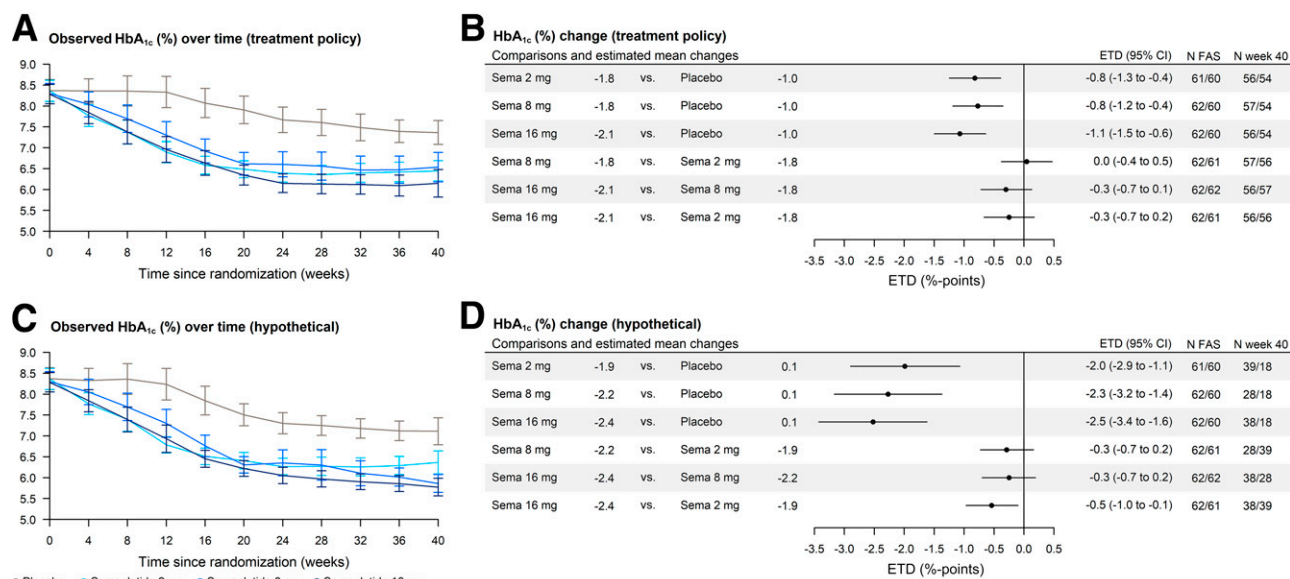 A Observed HbA1c (%) over time (treatment policy)
9.0
8.5
8.0
7.5
7.0
6.5
6.0
5.5
5.0
0 4 8 12 16 20 24 28 32 36 40
Time since randomization (weeks)
B HbA1c (%) change (treatment policy)
Comparisons and estimated mean changes ETD (95% CI) N FAS N week 40
Sema 2 mg -1.8 vs. Placebo -1.0 -0.8 (-1.3 to -0.4) 61/60 56/54
Sema 8 mg -1.8 vs. Placebo -1.0 -0.8 (-1.2 to -0.4) 62/60 57/54
Sema 16 mg -2.1 vs. Placebo -1.0 -1.1 (-1.5 to -0.6) 62/60 56/54
Sema 8 mg -1.8 vs. Sema 2 mg -1.8 0.0 (-0.4 to 0.5) 62/61 57/56
Sema 16 mg -2.1 vs. Sema 8 mg -1.8 -0.3 (-0.7 to 0.1) 62/62 56/57
Sema 16 mg -2.1 vs. Sema 2 mg -1.8 -0.3 (-0.7 to 0.2) 62/61 56/56
-3.5 -3.0 -2.5 -2.0 -1.5 -1.0 -0.5 0.0 0.5
ETD (%-points)
C Observed HbA1c (%) over time (hypothetical)
9.0
8.5
8.0
7.5
7.0
6.5
6.0
5.5
5.0
0 4 8 12 16 20 24 28 32 36 40
Time since randomization (weeks)
D HbA1c (%) change (hypothetical)
Comparisons and estimated mean changes ETD (95% CI) N FAS N week 40
Sema 2 mg -1.9 vs. Placebo 0.1 -2.0 (-2.9 to -1.1) 61/60 39/18
Sema 8 mg -2.2 vs. Placebo 0.1 -2.3 (-3.2 to -1.4) 62/60 28/18
Sema 16 mg -2.4 vs. Placebo 0.1 -2.5 (-3.4 to -1.6) 62/60 38/18
Sema 8 mg -2.2 vs. Sema 2 mg -1.9 -0.3 (-0.7 to 0.2) 62/61 28/39
Sema 16 mg -2.4 vs. Sema 8 mg -2.2 -0.3 (-0.7 to 0.2) 62/62 38/28
Sema 16 mg -2.4 vs. Sema 2 mg -1.9 -0.5 (-1.0 to -0.1) 62/61 38/39
-3.5 -3.0 -2.5 -2.0 -1.5 -1.0 -0.5 0.0 0.5
ETD (%-points)